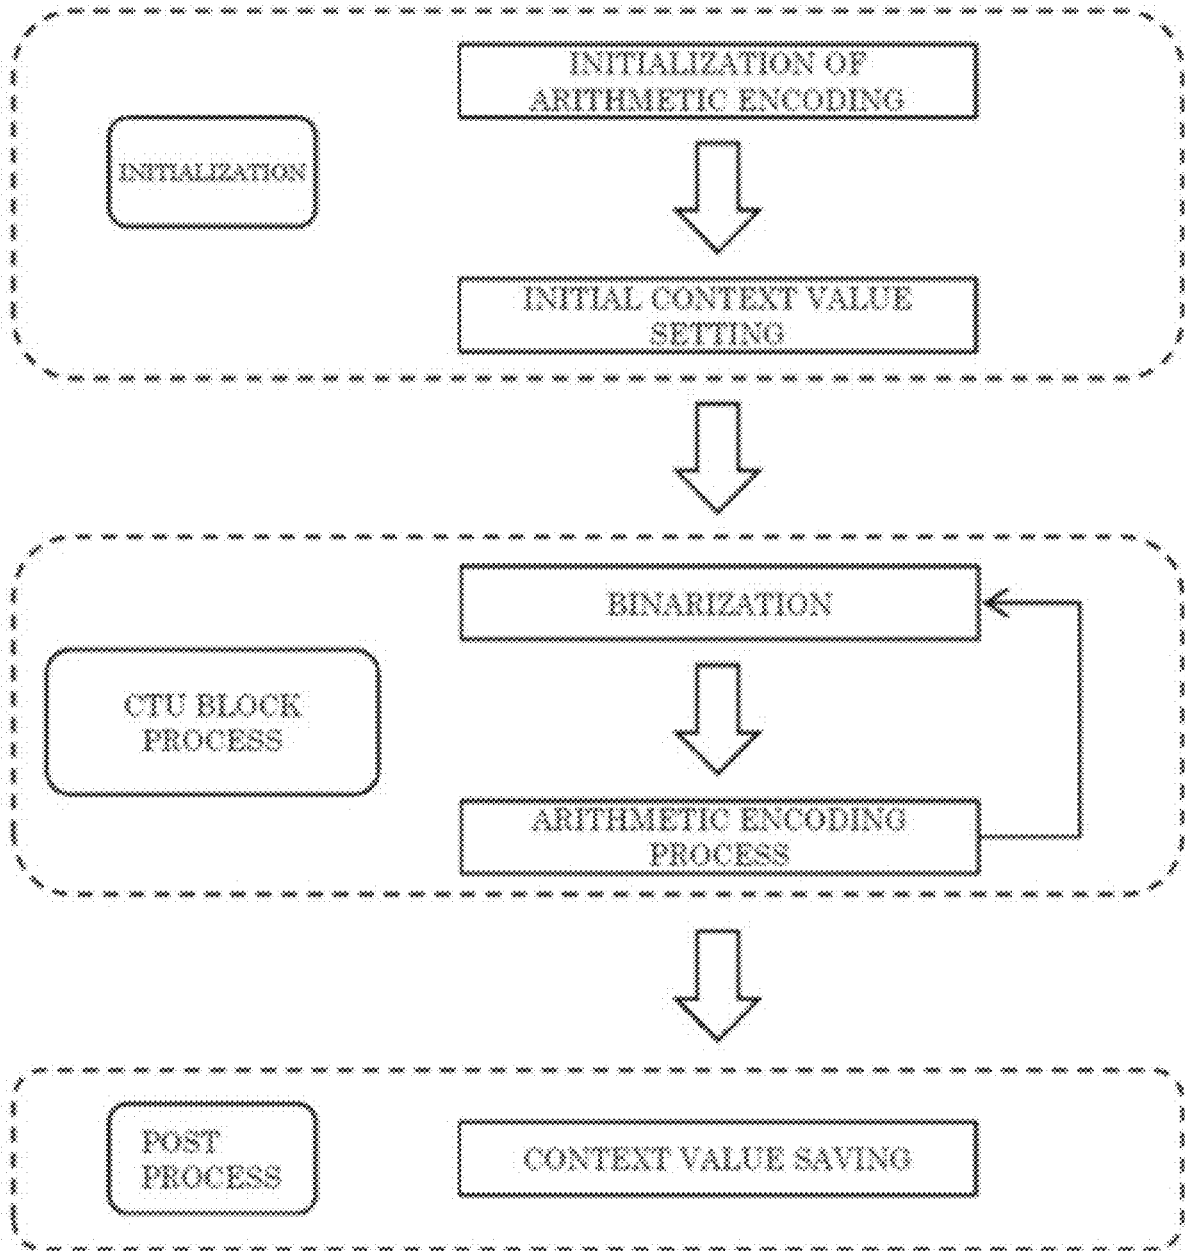 INITIALIZATION OF
ARITHMETIC ENCODING
INITIALIZATION
INITIAL CONTEXT VALUE
SETTING
BINARIZATION
CTU BLOCK
PROCESS
ARITHMETIC ENCODING
PROCESS
POST
PROCESS
CONTEXT VALUE SAVING